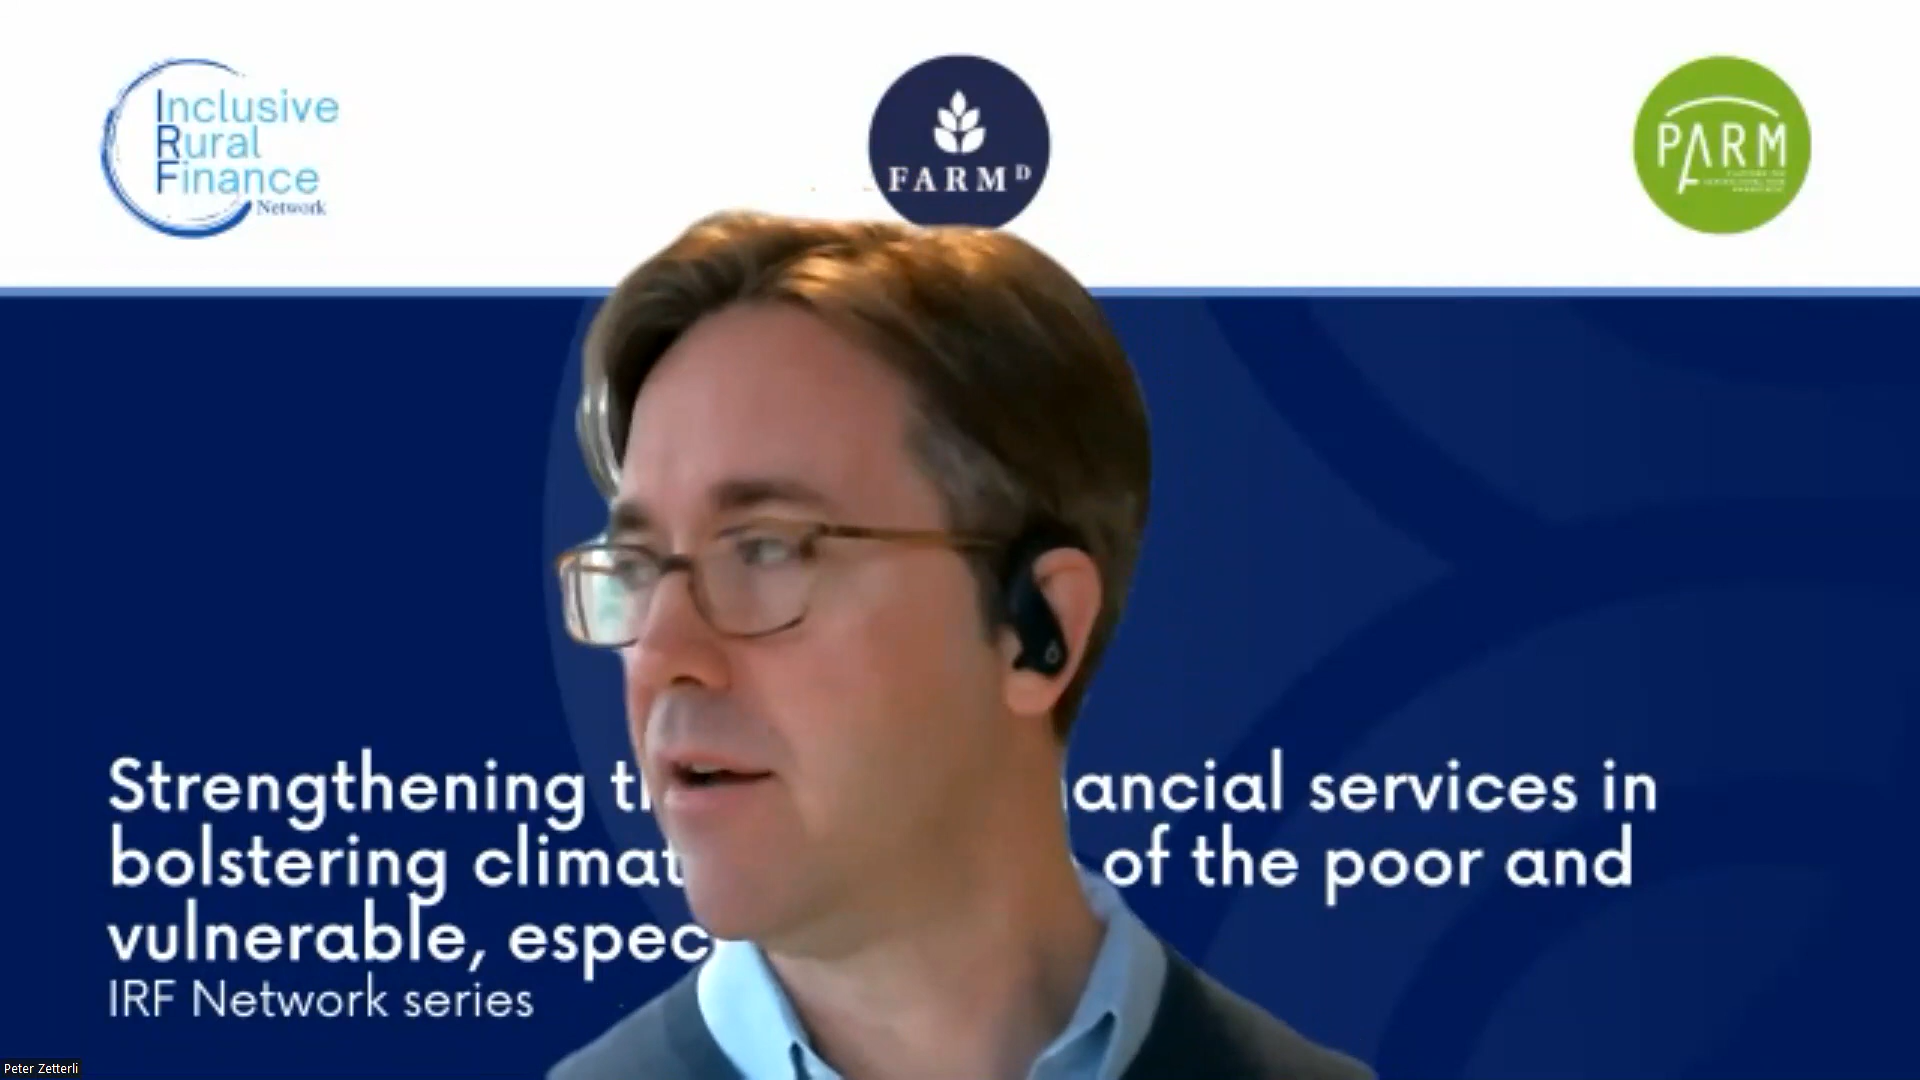 Inclusive
Rural
Finance
Network
FARM D
PARM
Strengthening t ancial services in
bolstering climat of the poor and
vulnerable, espec
IRF Network series
Peter Zetterli